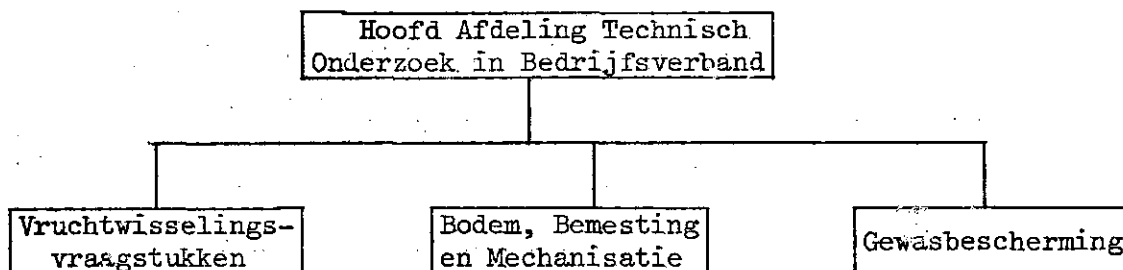 Hoofd Afdeling Technisch
Onderzoek in Bedrijfsverband
Vruchtwisselings-
vraagstukken
Bodem, Bemesting
en Mechanisatie
Gewasbescherming